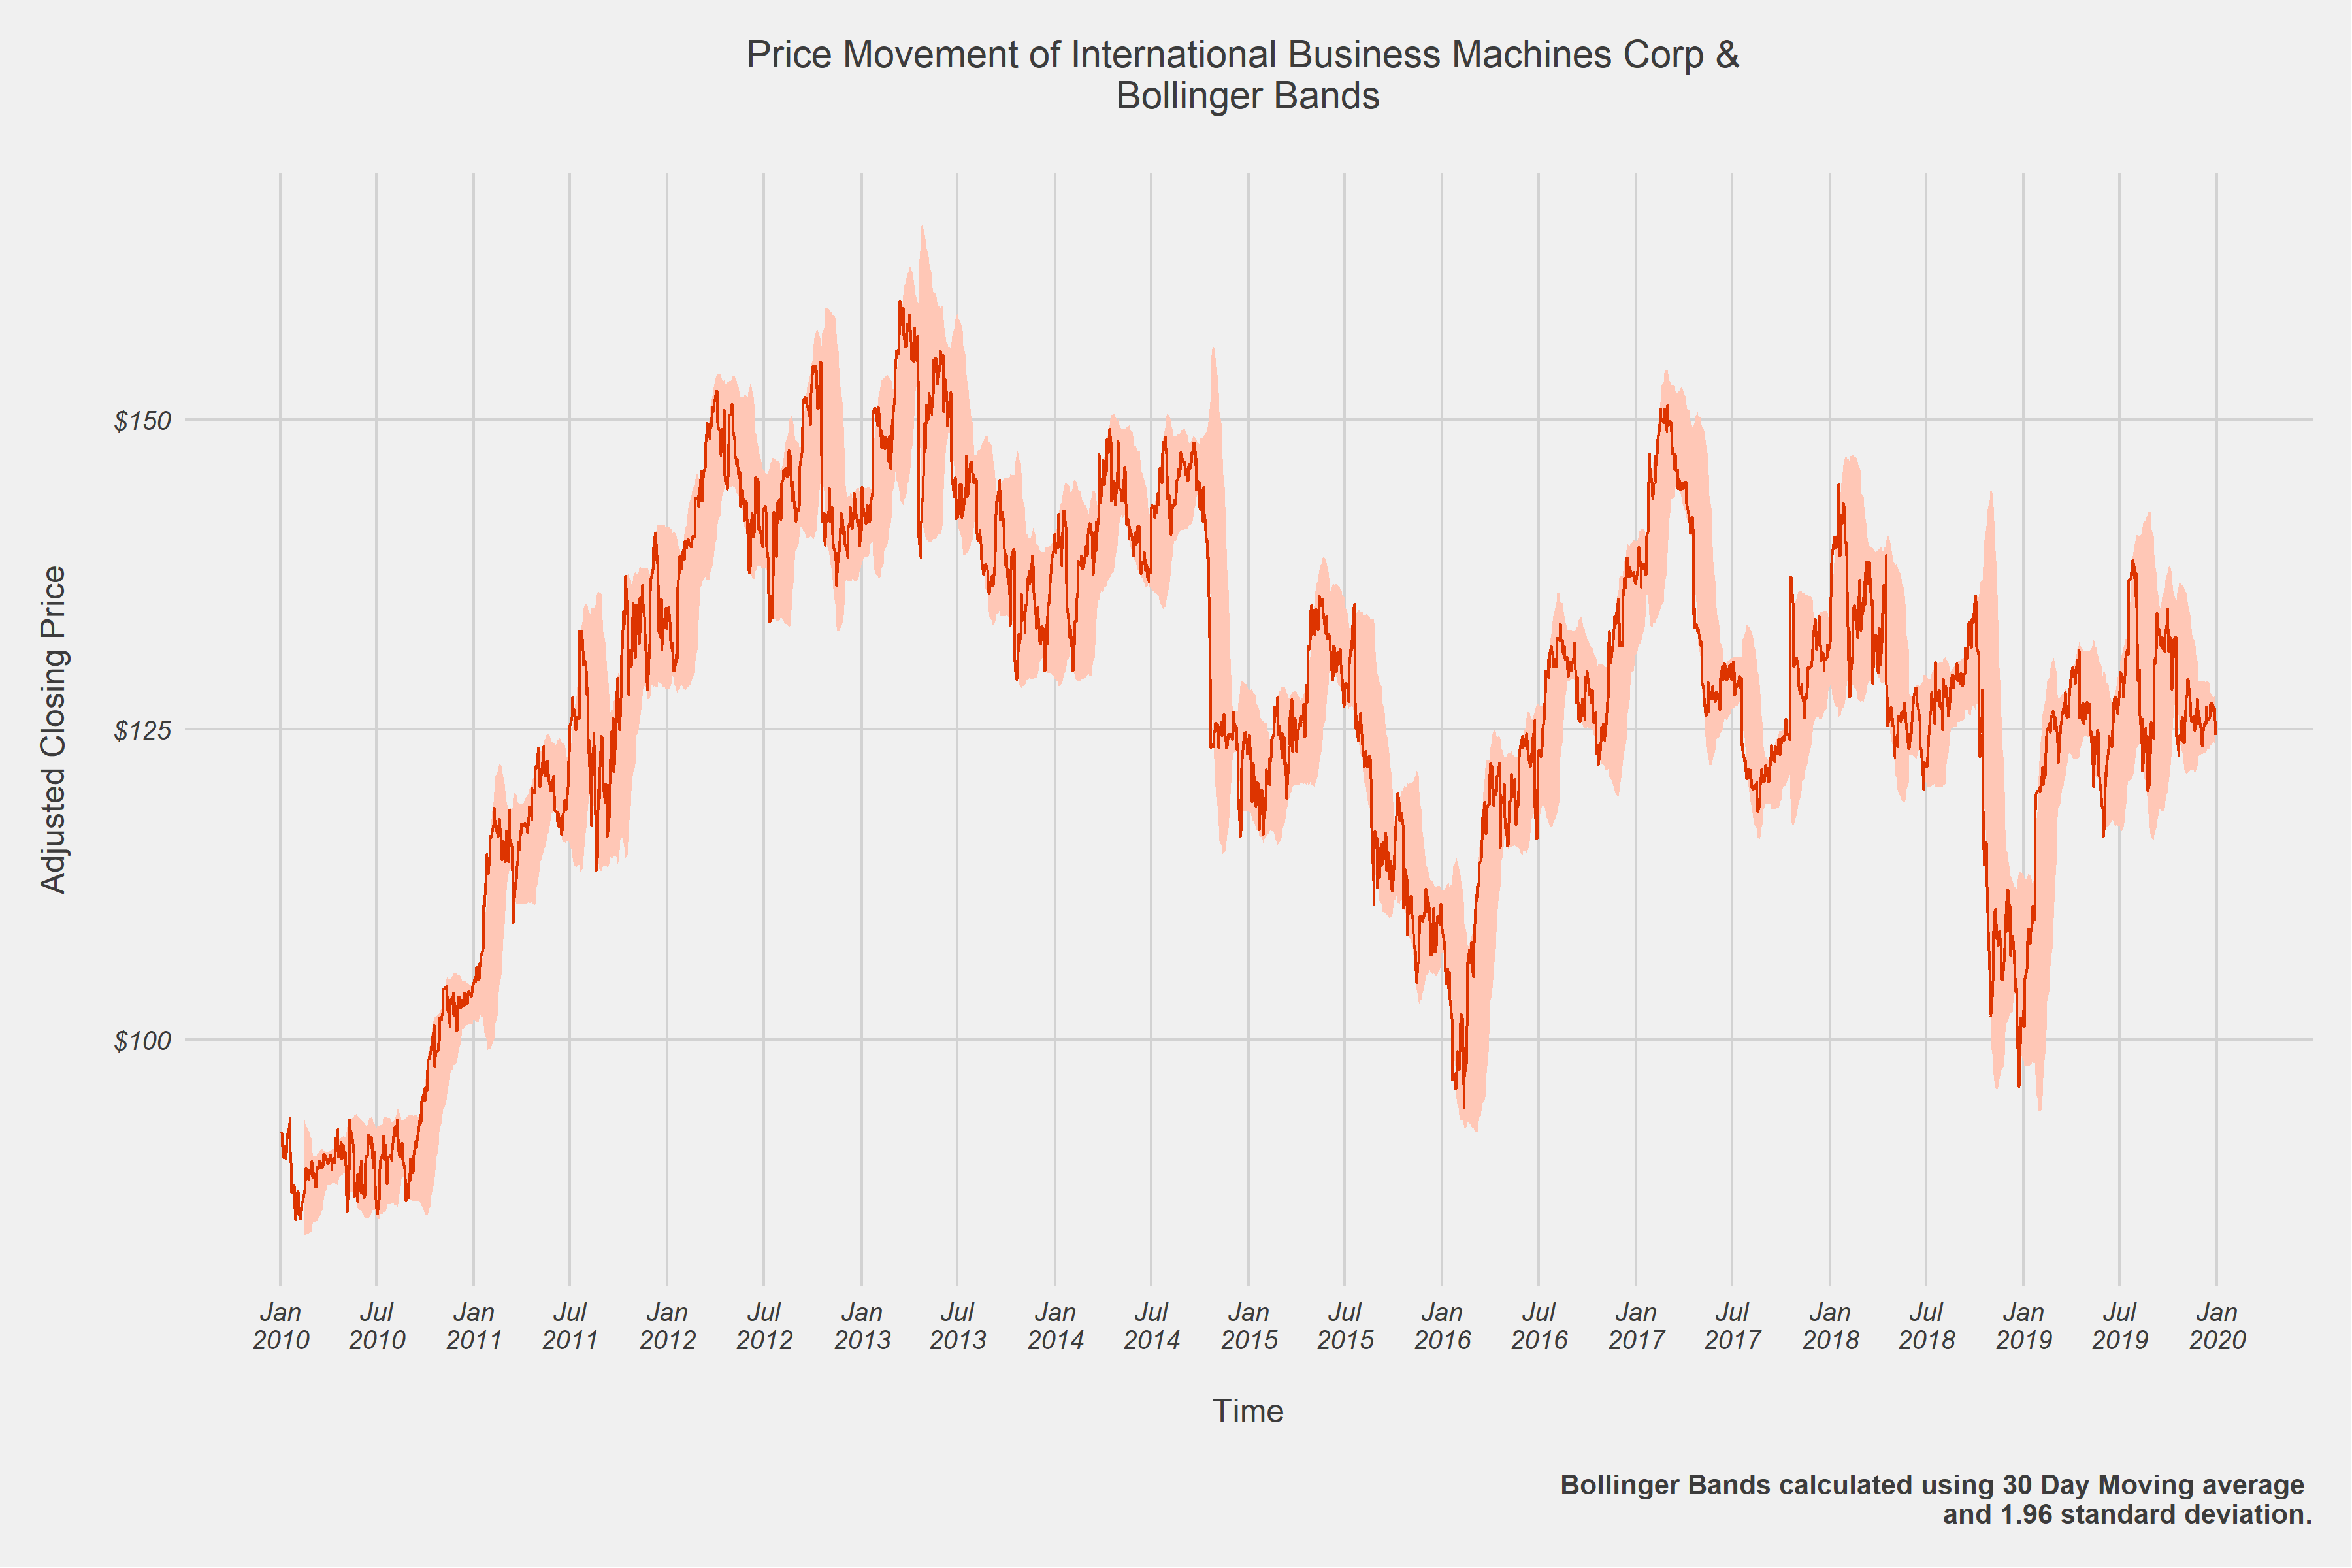 Price Movement of International Business Machines Corp &
Bollinger Bands
Adjusted Closing Price
$150
$125
$100
Jan Jul Jan Jul Jan Jul Jan Jul Jan Jul Jan Jul Jan Jul Jan Jul Jan Jul Jan Jul Jan
2010 2010 2011 2011 2012 2012 2013 2013 2014 2014 2015 2015 2016 2016 2017 2017 2018 2018 2019 2019 2020
Time
Bollinger Bands calculated using 30 Day Moving average
and 1.96 standard deviation.